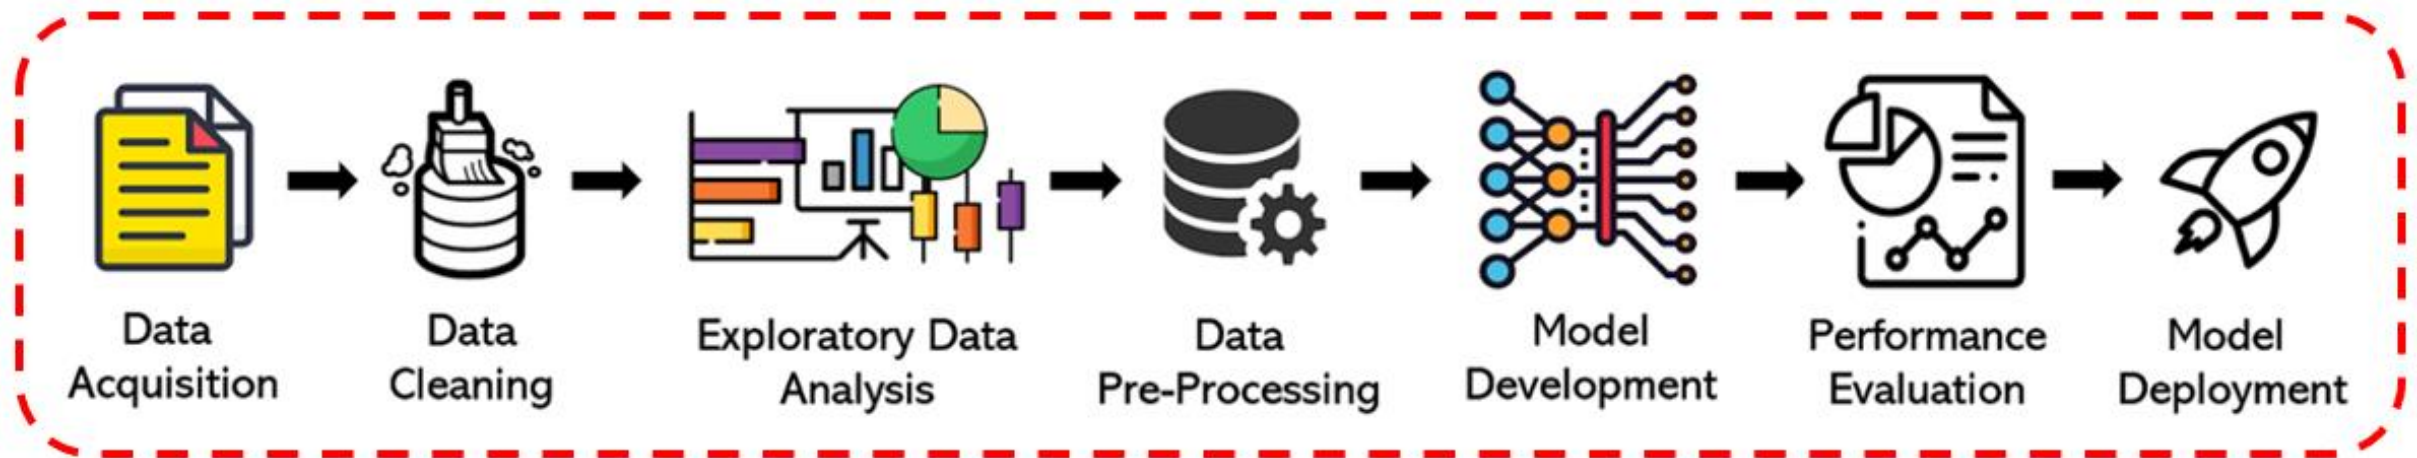 Data
Acquisition
Data
Cleaning
Exploratory Data
Analysis
Data
Pre-Processing
Model
Development
Performance
Evaluation
Model
Deployment